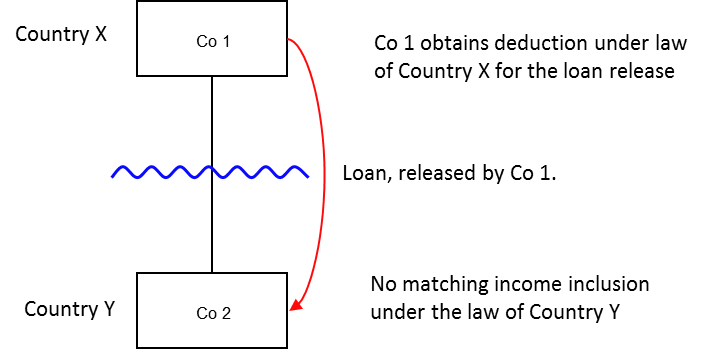 Country X
Co 1
Co 1 obtains deduction under law
of Country X for the loan release
Loan, released by Co 1.
No matching income inclusion
under the law of Country Y
Country Y
Co 2